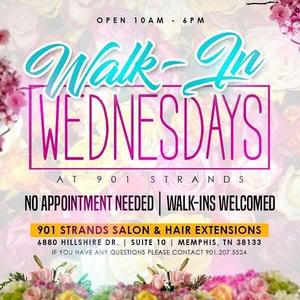 OPEN 10AM - 6PM
Walk-In
WEDNESDAYS
AT 901 STRANDS
NO APPOINTMENT NEEDED | WALK-INS WELCOMED
901 STRANDS SALON & HAIR EXTENSIONS
6880 HILLSHIRE DR. | SUITE 10 | MEMPHIS, TN 38133
IF YOU HAVE ANY QUESTIONS PLEASE CONTACT 901.207.5524